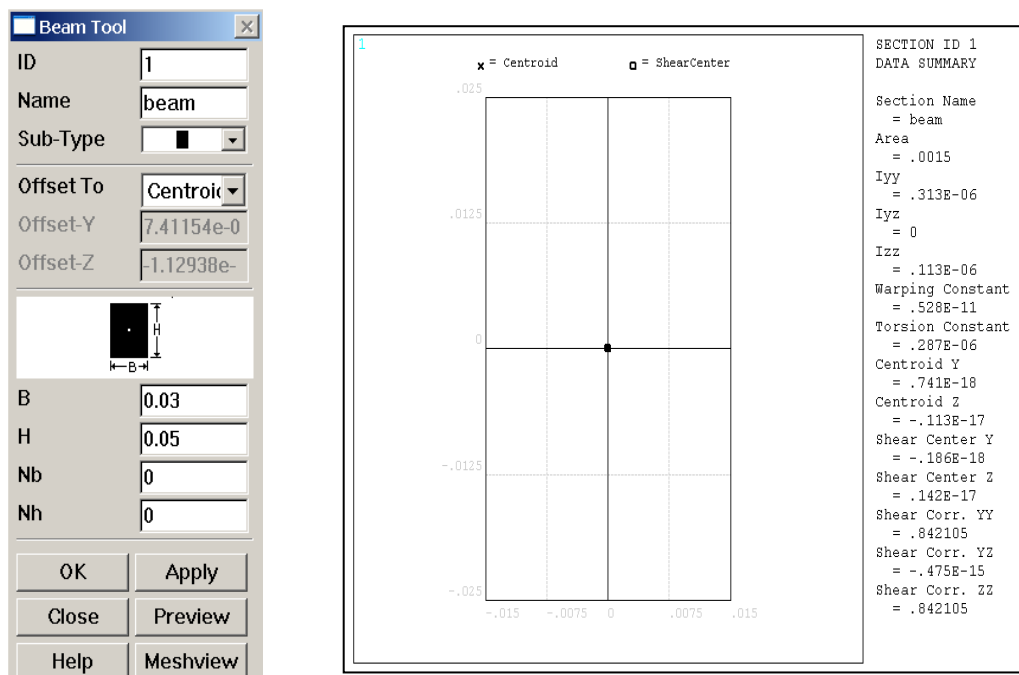 Beam Tool
ID
1
Name
beam
Sub-Type
Offset To
Centroi
Offset-Y
7.41154e-0
Offset-Z
-1.12938e-
H
B
B
0.03
H
0.05
Nb
0
Nh
0
OK Apply
Close Preview
Help Meshview
1
x = Centroid
o = ShearCenter
.025
.0125
0
-.0125
-.025
-.015 -.0075 0 .0075 .015
SECTION ID 1
DATA SUMMARY
Section Name
= beam
Area
= .0015
Iyy
= .313E-06
Iyz
= 0
Izz
= .113E-06
Warping Constant
= .528E-11
Torsion Constant
= .287E-06
Centroid Y
= .741E-18
Centroid Z
= -.113E-17
Shear Center Y
= -.186E-18
Shear Center Z
= .142E-17
Shear Corr. YY
= .842105
Shear Corr. YZ
= -.475E-15
Shear Corr. ZZ
= .842105